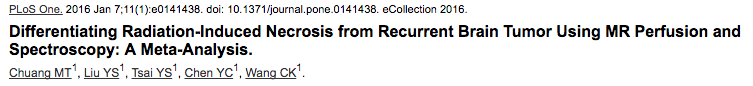 PLoS One. 2016 Jan 7;11(1):e0141438. doi: 10.1371/journal.pone.0141438. eCollection 2016.
Differentiating Radiation-Induced Necrosis from Recurrent Brain Tumor Using MR Perfusion and
Spectroscopy: A Meta-Analysis.
Chuang MT1, Liu YS1, Tsai YS1, Chen YC1, Wang CK1.